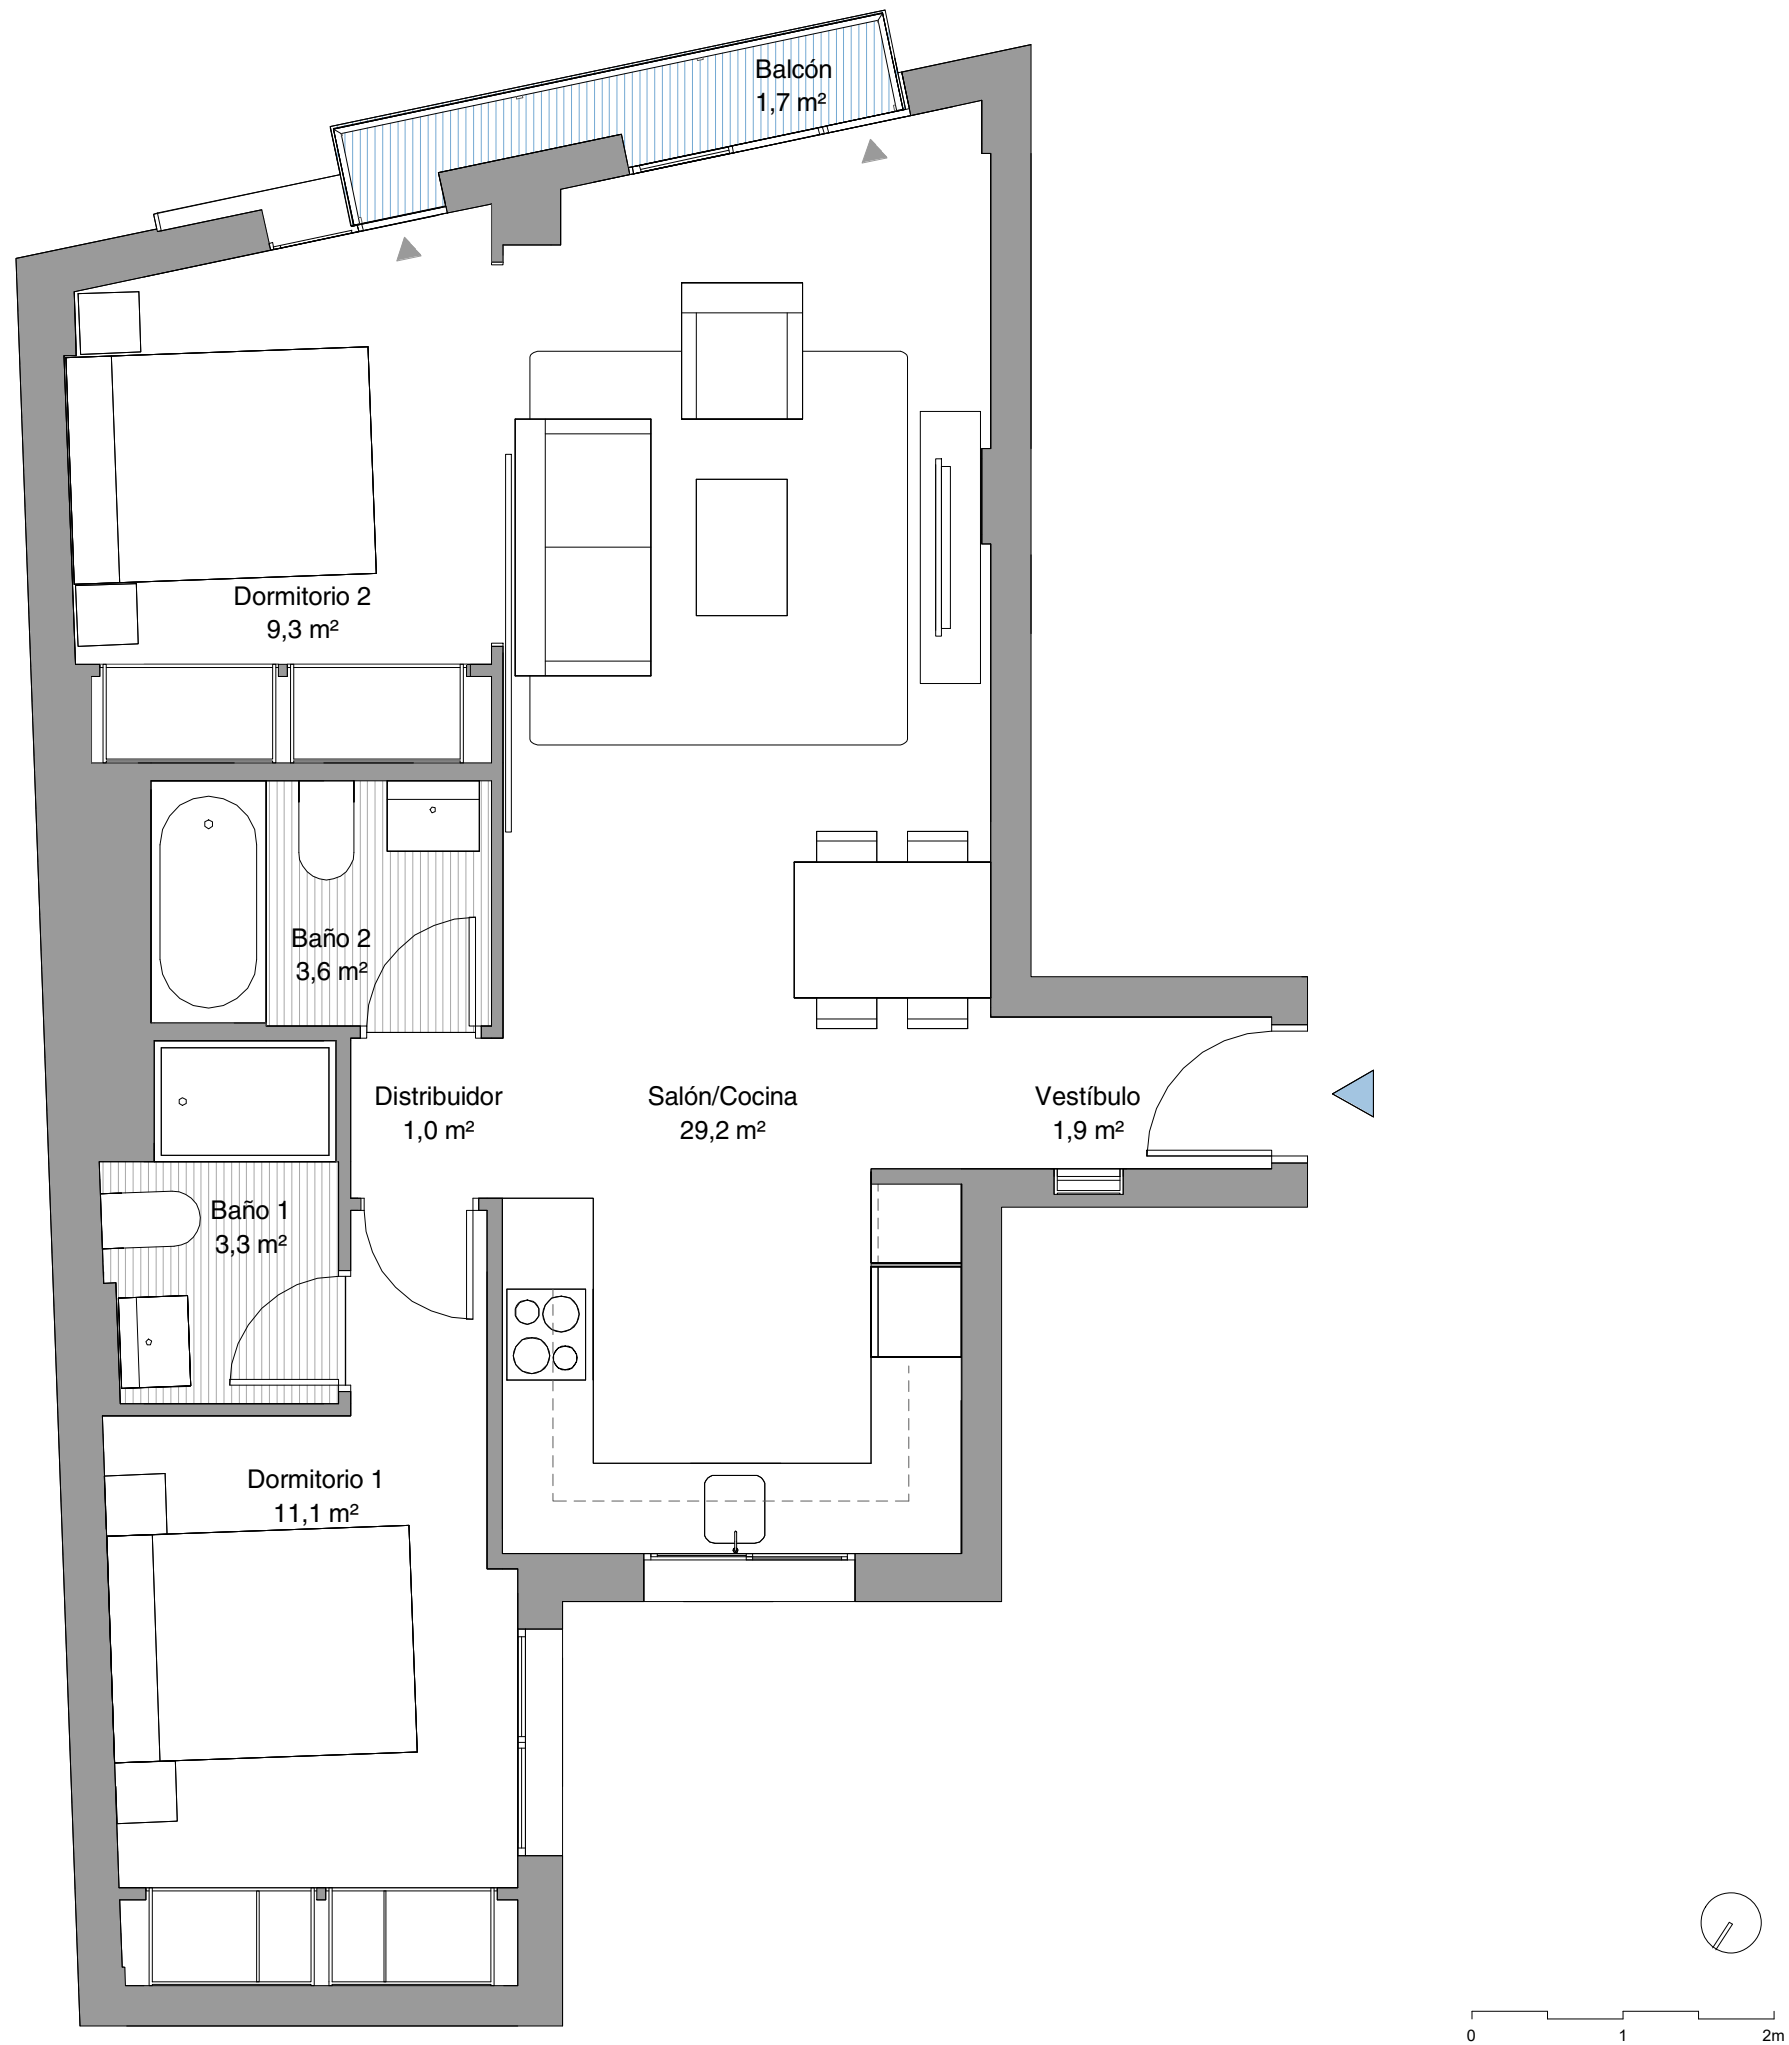 Balcón
1,7 m²
Dormitorio 2
9,3 m²
Baño 2
3,6 m²
Distribuidor
1,0 m²
Salón/Cocina
29,2 m²
Vestíbulo
1,9 m²
Baño 1
3,3 m²
Dormitorio 1
11,1 m²
0 1 2m